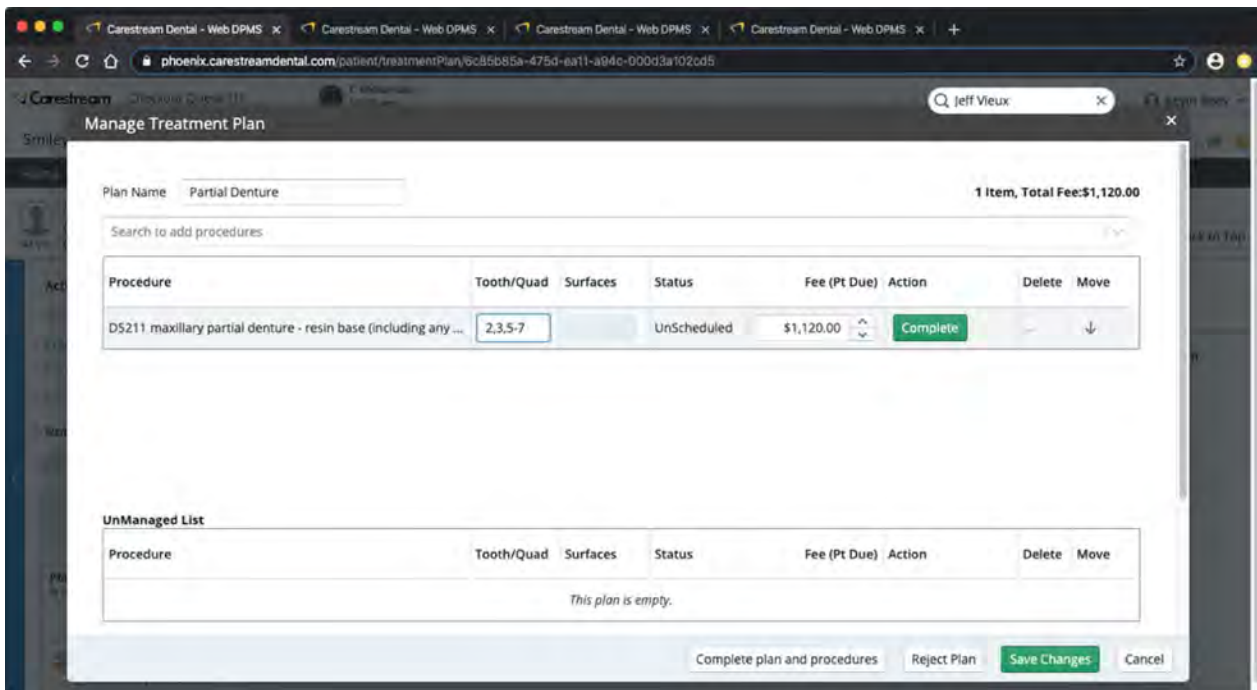 Carestream Dental - Web DPMS x Carestream Dental - Web DPMS x Carestream Dental - Web DPMS x Carestream Dental - Web DPMS x +
phoenix.carestreamdental.com/patient/treatmentPlan/6c85b85a-475d-ea11-a94c-000d3a102cd5
Carestream Jeff Vieux
Manage Treatment Plan
Smiley
Plan Name Partial Denture 1 Item, Total Fee:$1,120.00
Search to add procedures
Procedure Tooth/Quad Surfaces Status Fee (Pt Due) Action Delete Move
D5211 maxillary partial denture - resin base (including any ... 2,3,5-7 UnScheduled $1,120.00 Complete
UnManaged List
Procedure Tooth/Quad Surfaces Status Fee (Pt Due) Action Delete Move
This plan is empty.
Complete plan and procedures Reject Plan Save Changes Cancel